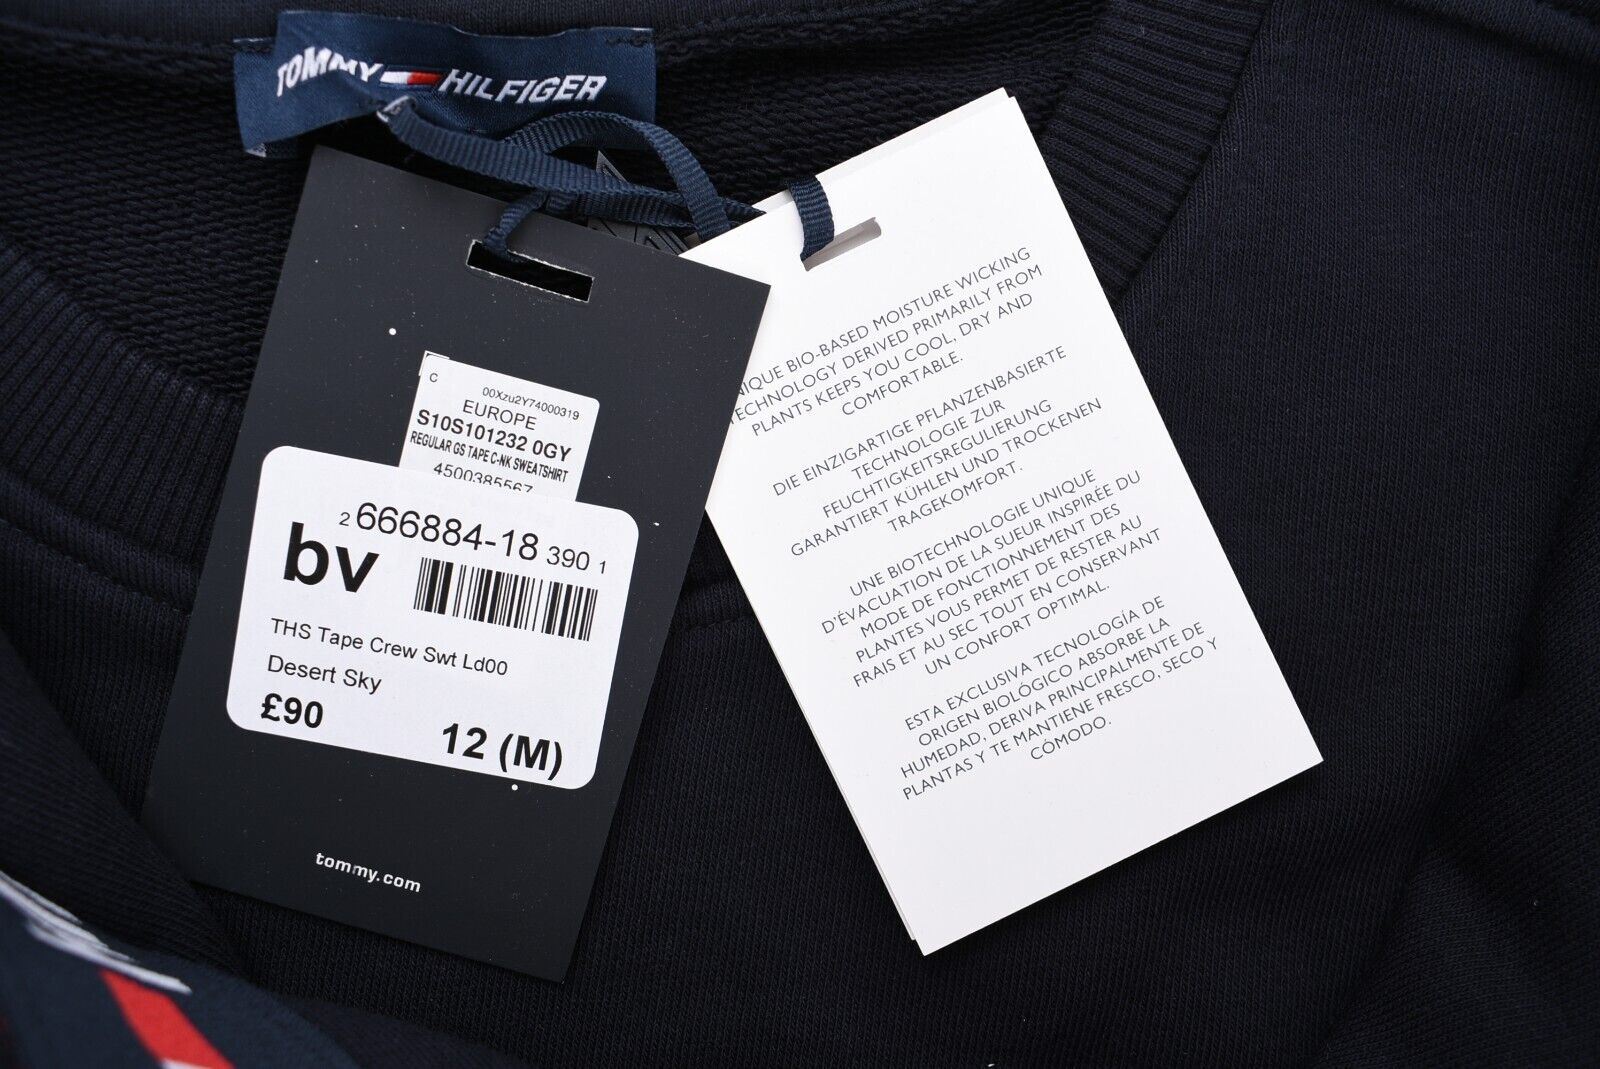 TOMMY HILFIGER
C
00Xzu2Y74000319
EUROPE
S10S101232 0GY
REGULAR GS TAPE C-NK SWEATSHIRT
4500385567
2 666884-18 390 1
bv
THS Tape Crew Swt Ld00
Desert Sky
£90
12 (M)
tommy.com
BIO-BASED MOISTURE WICKING
DERIVED PRIMARILY FROM
PLANTS KEEPS YOU COOL, DRY AND
COMFORTABLE.
DIE EINZIGARTIGE PFLANZENBASIERTE
TECHNOLOGIE ZUR
FEUCHTIGKEITSREGULIERUNG
GARANTIERT KÜHLEN UND TROCKENEN
TRAGEKOMFORT.
UNE BIOTECHNOLOGIE UNIQUE
D'ÉVACUATION DE LA SUEUR INSPIRÉE DU
MODE DE FONCTIONNEMENT DES
PLANTES VOUS PERMET DE RESTER AU
FRAIS ET AU SEC TOUT EN CONSERVANT
UN CONFORT OPTIMAL.
ESTA EXCLUSIVA TECNOLOGÍA DE
ORIGEN BIOLÓGICO ABSORBE LA
HUMEDAD, DERIVA PRINCIPALMENTE DE
PLANTAS Y TE MANTIENE FRESCO, SECO Y
CÓMODO.